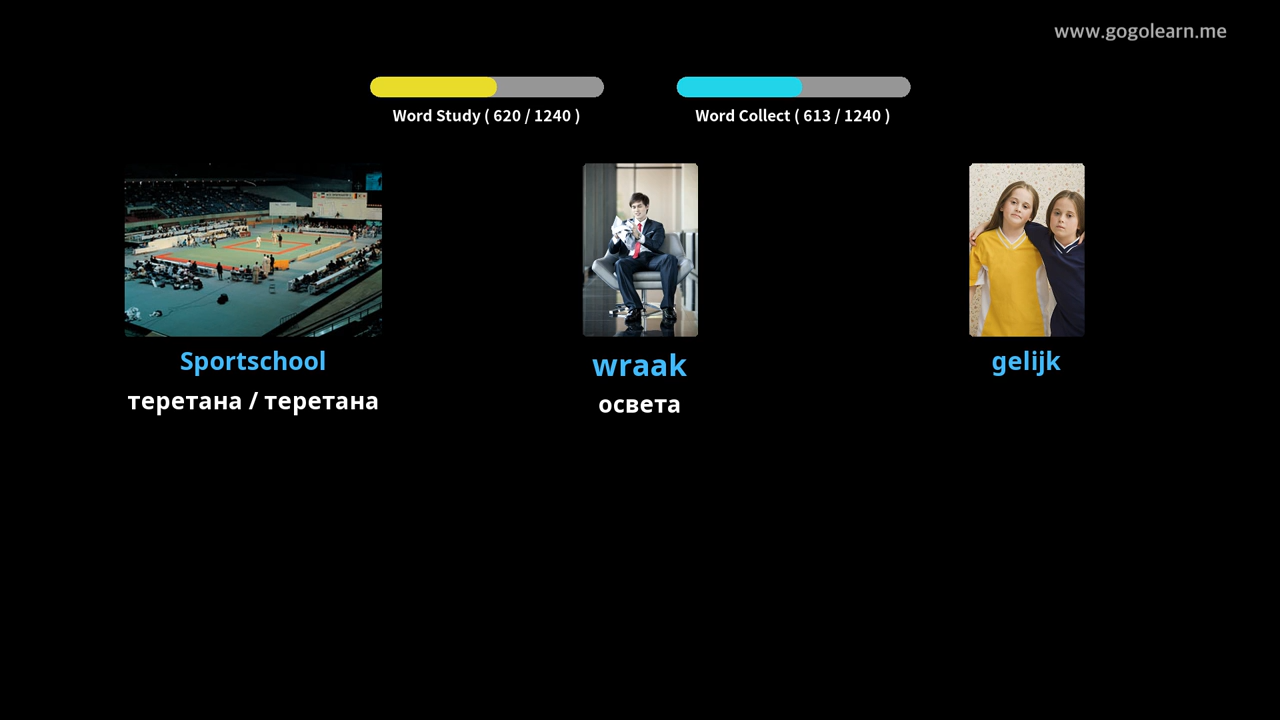 www.gogolearn.me
Word Study ( 620 / 1240 )
Word Collect ( 613 / 1240 )
Sportschool
теретана / теретана
wraak
освета
gelijk